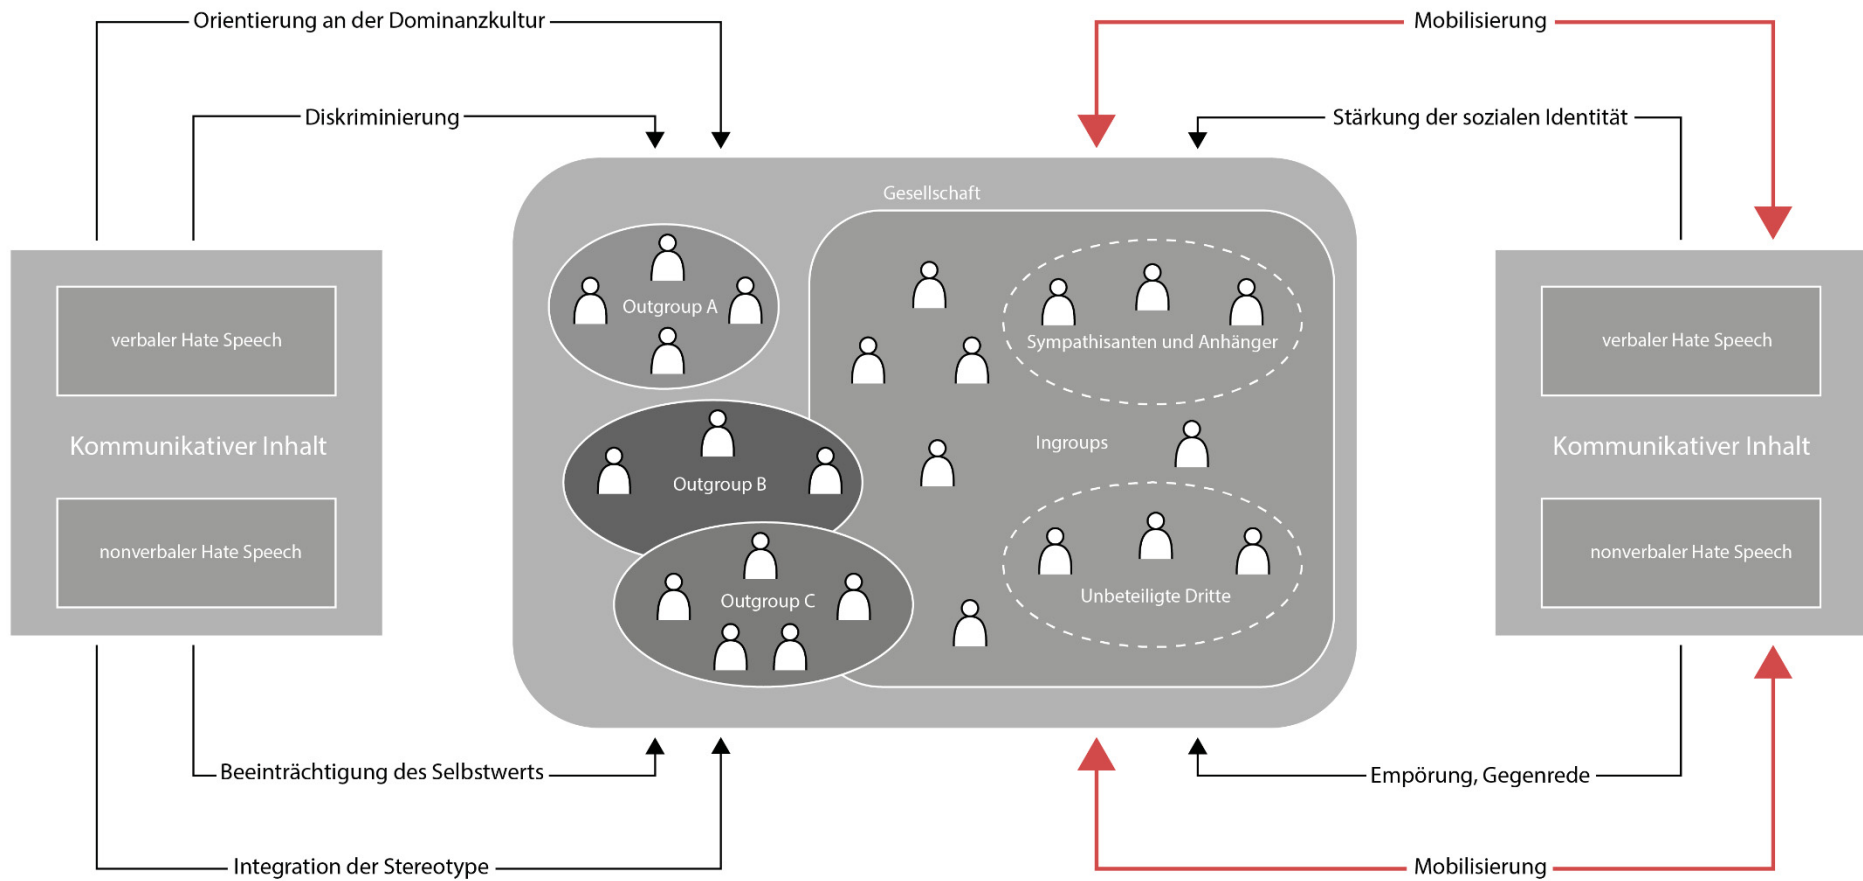 Orientierung an der Dominanzkultur
Mobilisierung
Diskriminierung
Stärkung der sozialen Identität
Gesellschaft
Outgroup A
verbaler Hate Speech
Sympathisanten und Anhänger
verbaler Hate Speech
Kommunikativer Inhalt
Ingroups
Kommunikativer Inhalt
Outgroup B
nonverbaler Hate Speech
nonverbaler Hate Speech
Outgroup C
Unbeteiligte Dritte
Beeinträchtigung des Selbstwerts
Empörung, Gegenrede
Integration der Stereotype
Mobilisierung